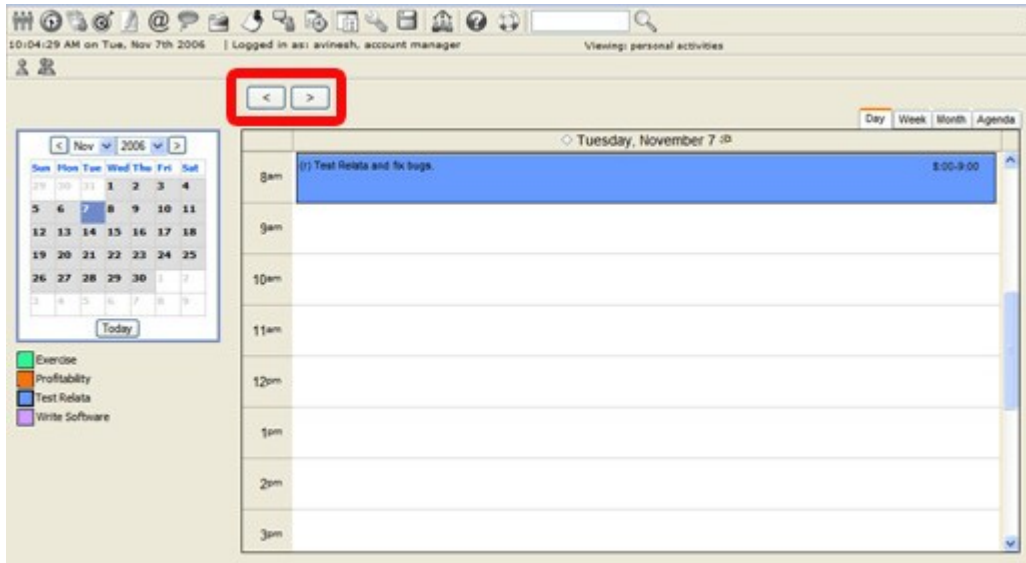 10:04:29 AM on Tue, Nov 7th 2006 | Logged in as: avinesh, account manager Viewing: personal activities
< >
Day Week Month Agenda
< Nov 2006 >
Tuesday, November 7
Sun Mon Tue Wed Thu Fri Sat
29 30 31 1 2 3 4
5 6 7 8 9 10 11
12 13 14 15 16 17 18
19 20 21 22 23 24 25
26 27 28 29 30 1 2
3 4 5 6 7 8 9
Today
Exercise
Profitability
Test Relata
Write Software
8am (r) Test Relata and fix bugs. 8:00-9:00
9am
10am
11am
12pm
1pm
2pm
3pm